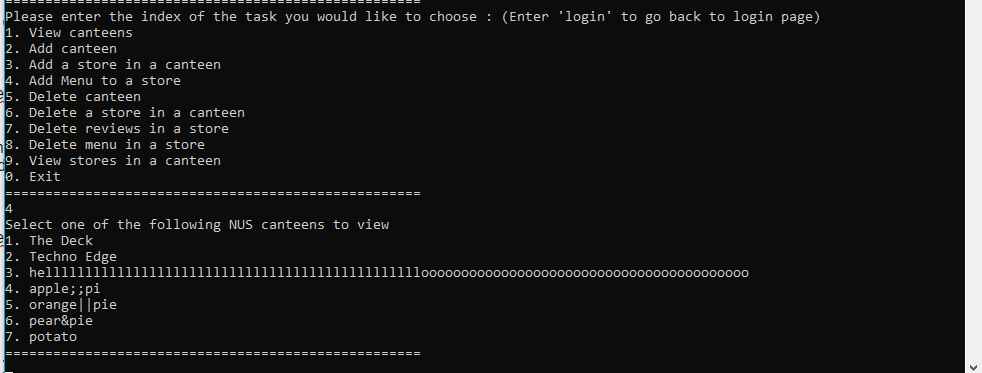 ====================================================
Please enter the index of the task you would like to choose : (Enter 'login' to go back to login page)
1. View canteens
2. Add canteen
3. Add a store in a canteen
4. Add Menu to a store
5. Delete canteen
6. Delete a store in a canteen
7. Delete reviews in a store
8. Delete menu in a store
9. View stores in a canteen
0. Exit
====================================================
4
Select one of the following NUS canteens to view
1. The Deck
2. Techno Edge
3. helllllllllllllllllllllllllllllllllllllllllllllllloooooooooooooooooooooooooooooooooooooooooo
4. apple;;pi
5. orange||pie
6. pear&pie
7. potato
====================================================